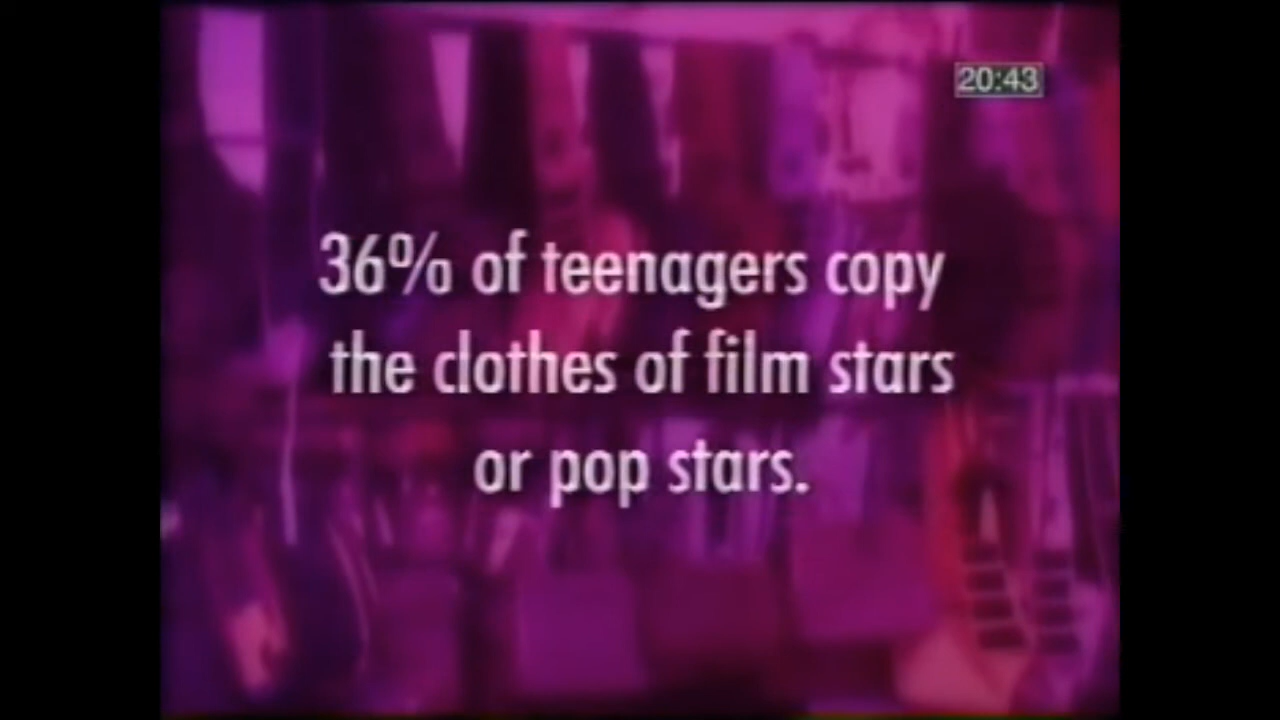 20:43
36% of teenagers copy
the clothes of film stars
or pop stars.